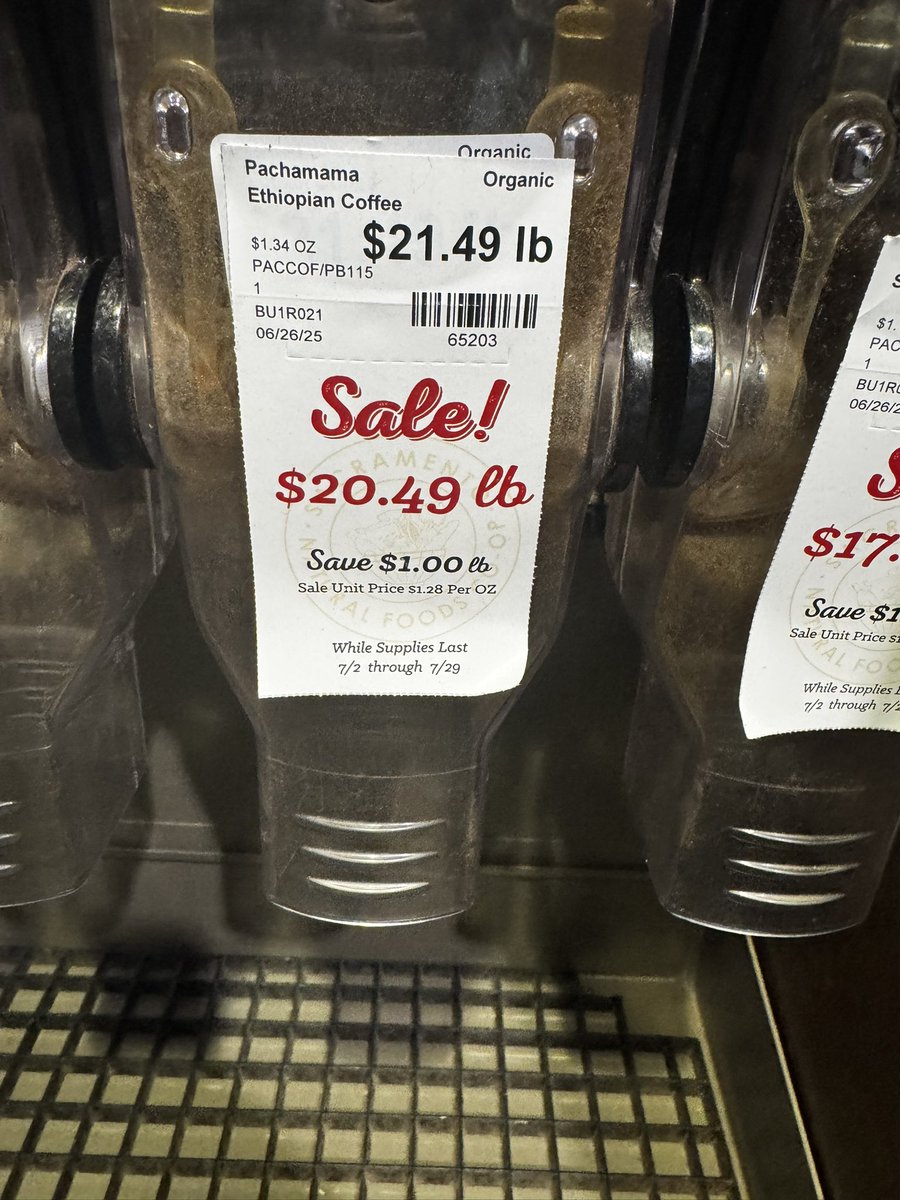 Organic
Pachamama
Organic
Ethiopian Coffee
$1.34 OZ
$21.49 lb
PACCOF/PB115
1
BU1R021
06/26/25
65203
Sale!
$20.49 lb
Save $1.00 lb
Sale Unit Price $1.28 Per OZ
While Supplies Last
7/2 through 7/29
$1.
PAC
1
BU1R
06/26/2
S
$17.
Save $1
Sale Unit Price $1
While Supplies
7/2 through 7/2